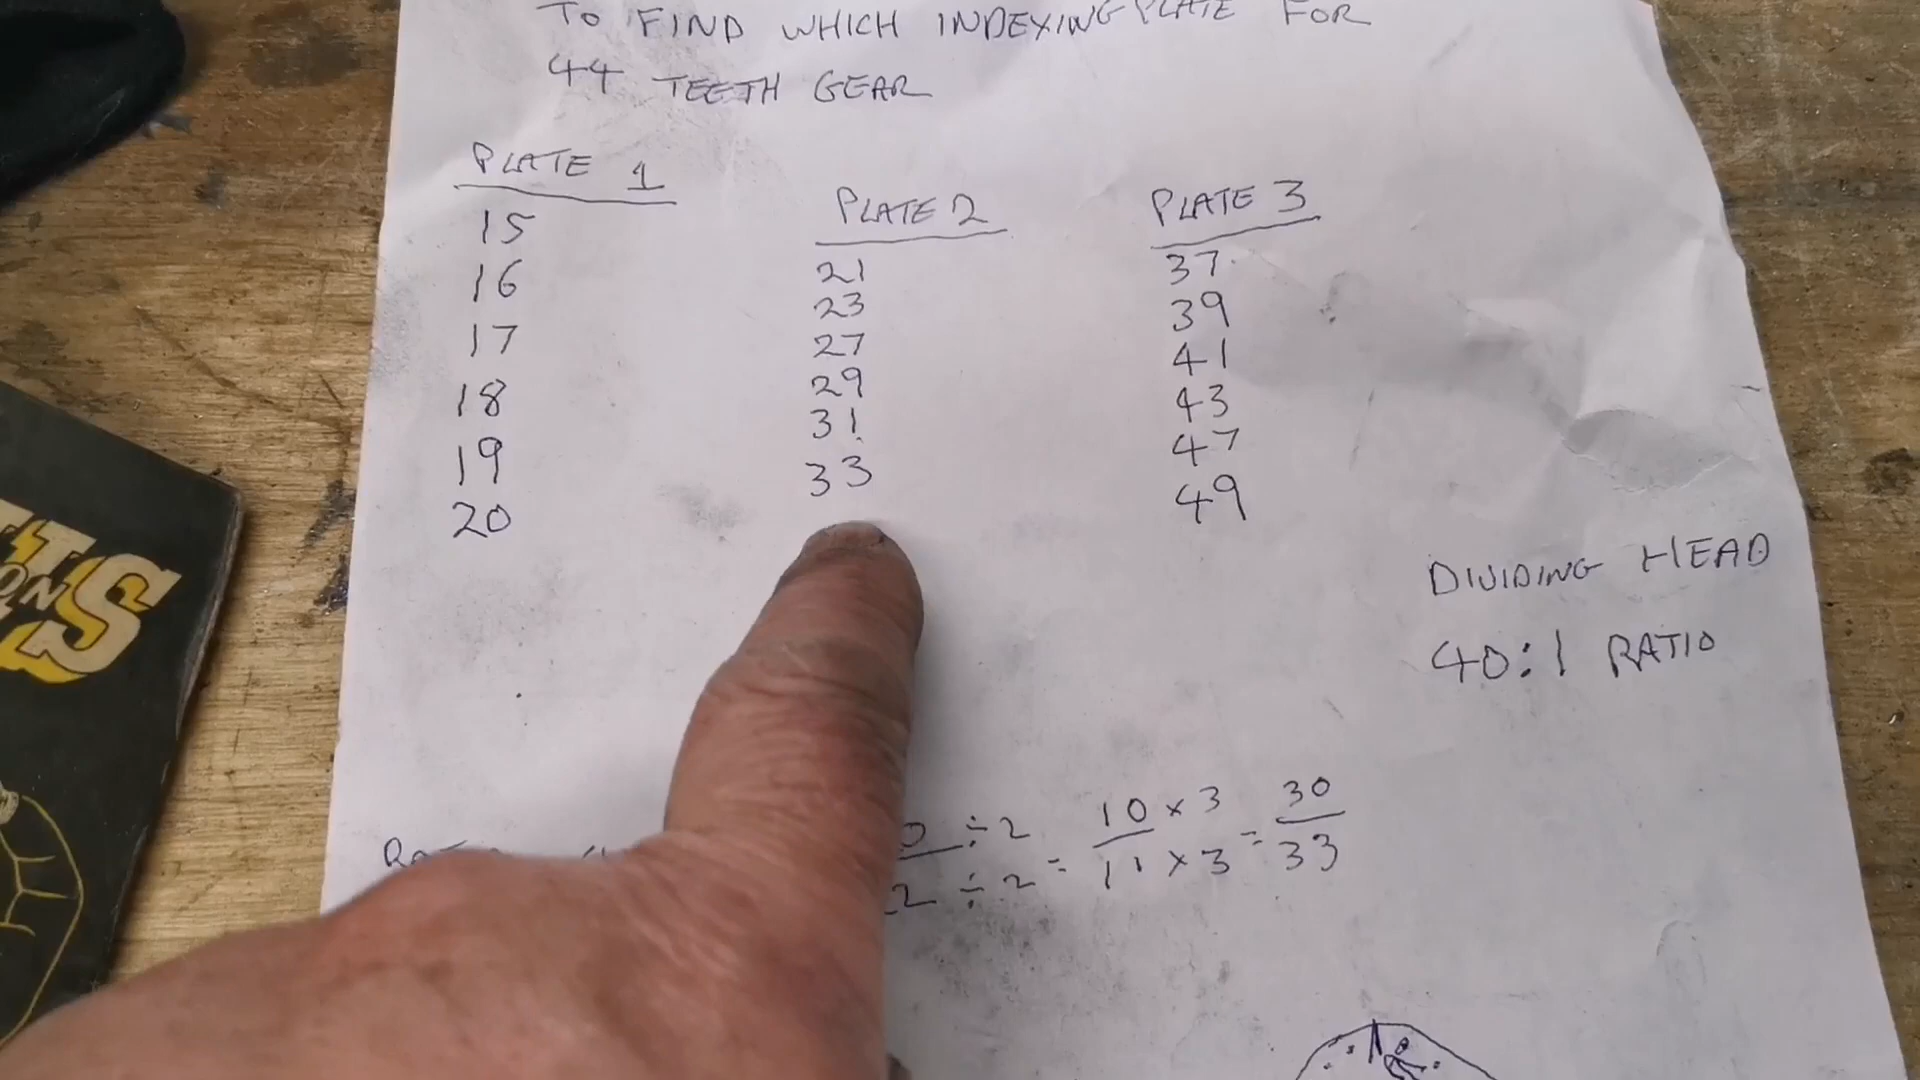 TO FIND WHICH INDEXING PLATE FOR
44 TEETH GEAR
PLATE 1
15
16
17
18
19
20
PLATE 2
21
23
27
29
31
33
PLATE 3
37
39
41
43
47
49
DIVIDING HEAD
40:1 RATIO
0 ÷ 2 = 10 × 3 = 30
2 ÷ 2 11 × 3 33